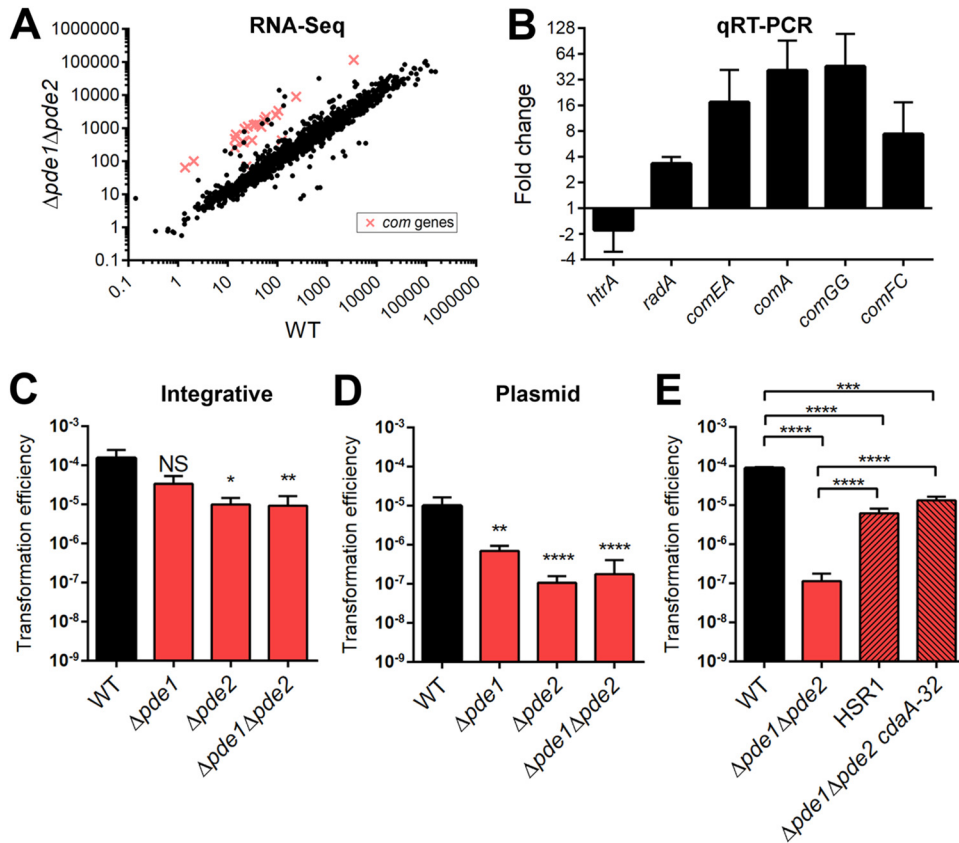 A
RNA-Seq
Δpde1Δpde2
1000000
100000
10000
1000
100
10
1
0.1
× com genes
0.1
1
10
100
1000
10000
100000
1000000
WT
B
qRT-PCR
Fold change
128
64
32
16
8
4
2
1
-2
-4
htrA
radA
comEA
comA
comGG
comFC
C
Integrative
Transformation efficiency
10-3
10-4
10-5
10-6
10-7
10-8
10-9
NS
*
**
WT
Δpde1
Δpde2
Δpde1Δpde2
D
Plasmid
Transformation efficiency
10-3
10-4
10-5
10-6
10-7
10-8
10-9
**
****
****
WT
Δpde1
Δpde2
Δpde1Δpde2
E
Transformation efficiency
10-3
10-4
10-5
10-6
10-7
10-8
10-9
***
****
****
****
****
WT
Δpde1Δpde2
HSR1
Δpde1Δpde2 cdaA-32